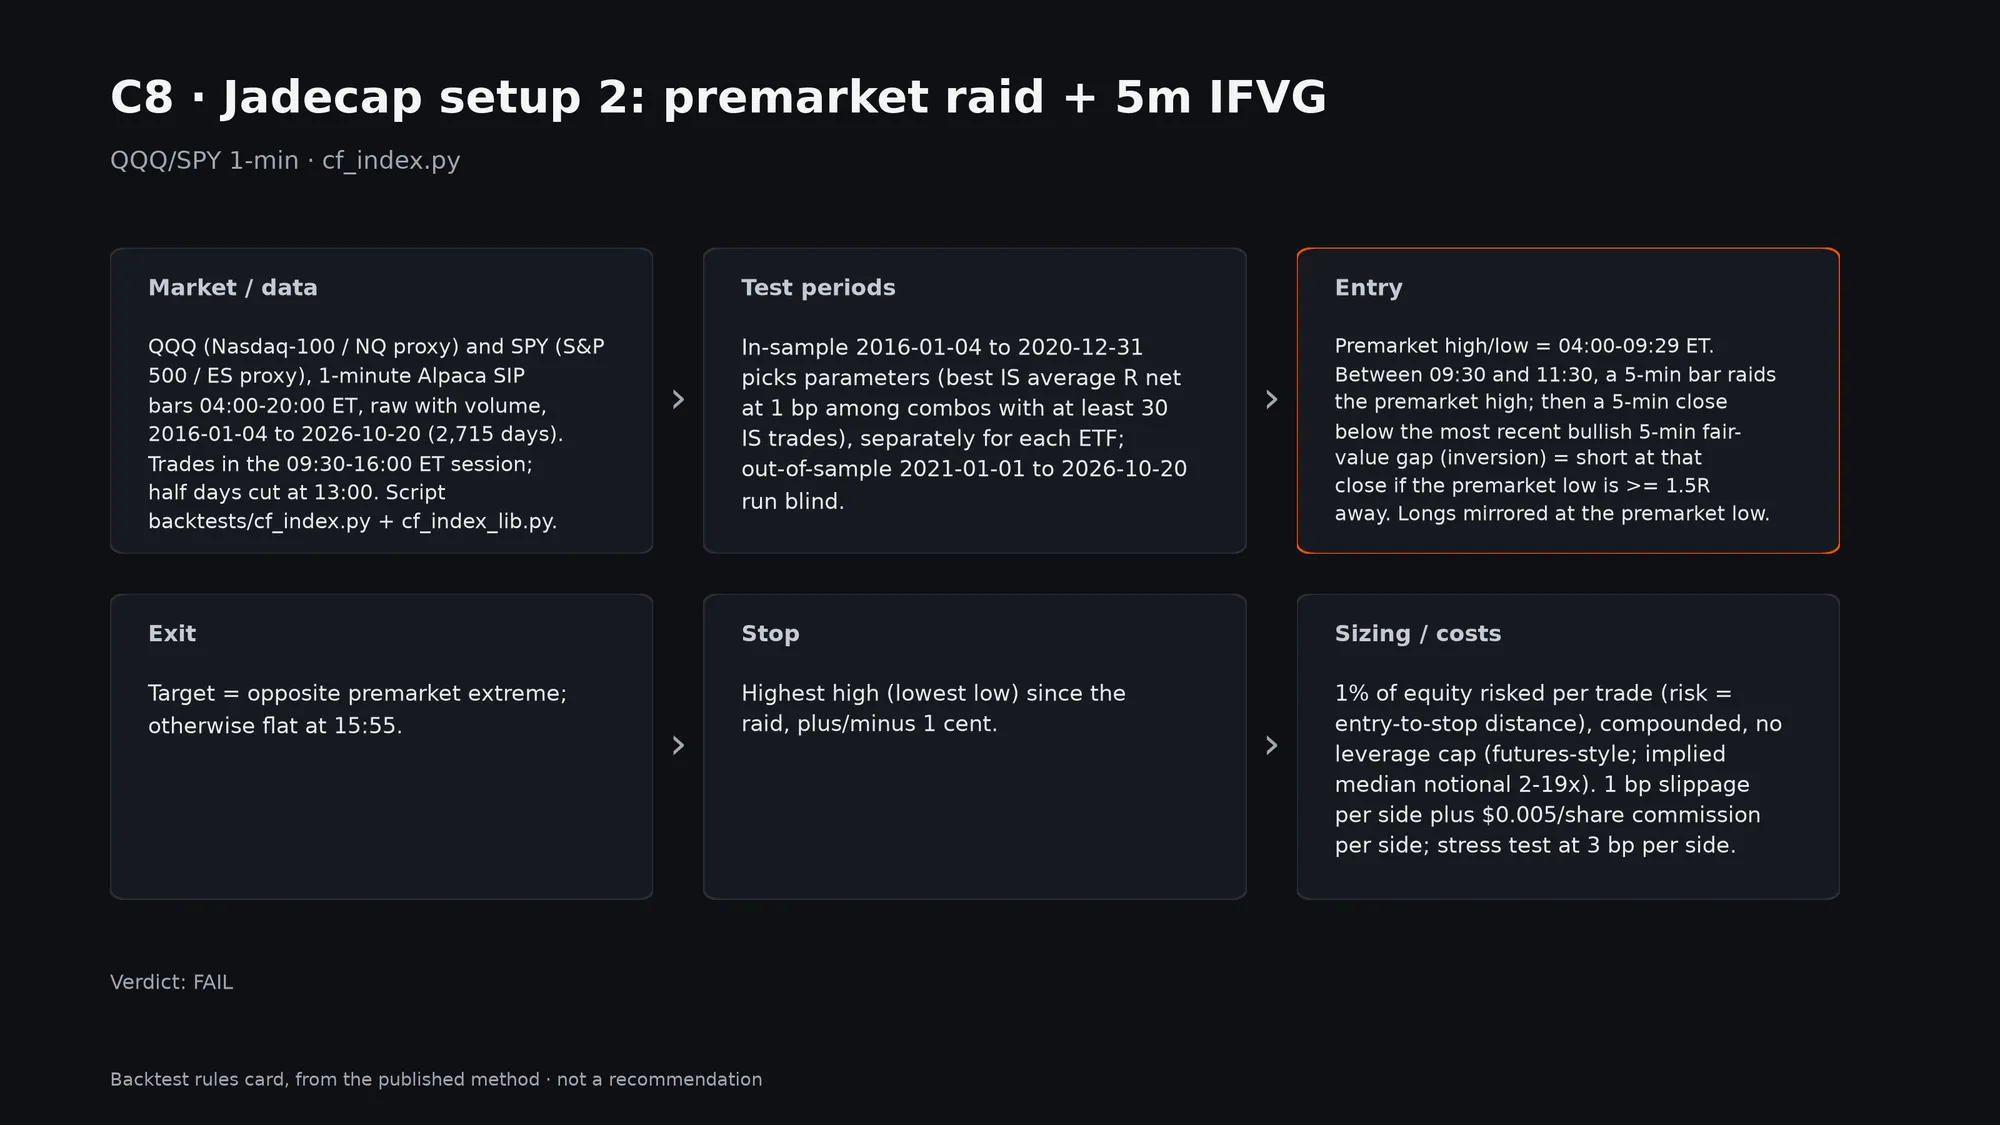 C8 · Jadecap setup 2: premarket raid + 5m IFVG
QQQ/SPY 1-min · cf_index.py
Market / data
QQQ (Nasdaq-100 / NQ proxy) and SPY (S&P
500 / ES proxy), 1-minute Alpaca SIP
bars 04:00-20:00 ET, raw with volume,
2016-01-04 to 2026-10-20 (2,715 days).
Trades in the 09:30-16:00 ET session;
half days cut at 13:00. Script
backtests/cf_index.py + cf_index_lib.py.
›
Test periods
In-sample 2016-01-04 to 2020-12-31
picks parameters (best IS average R net
at 1 bp among combos with at least 30
IS trades), separately for each ETF;
out-of-sample 2021-01-01 to 2026-10-20
run blind.
›
Entry
Premarket high/low = 04:00-09:29 ET.
Between 09:30 and 11:30, a 5-min bar raids
the premarket high; then a 5-min close
below the most recent bullish 5-min fair-
value gap (inversion) = short at that
close if the premarket low is >= 1.5R
away. Longs mirrored at the premarket low.
Exit
Target = opposite premarket extreme;
otherwise flat at 15:55.
›
Stop
Highest high (lowest low) since the
raid, plus/minus 1 cent.
›
Sizing / costs
1% of equity risked per trade (risk =
entry-to-stop distance), compounded, no
leverage cap (futures-style; implied
median notional 2-19x). 1 bp slippage
per side plus $0.005/share commission
per side; stress test at 3 bp per side.
Verdict: FAIL
Backtest rules card, from the published method · not a recommendation